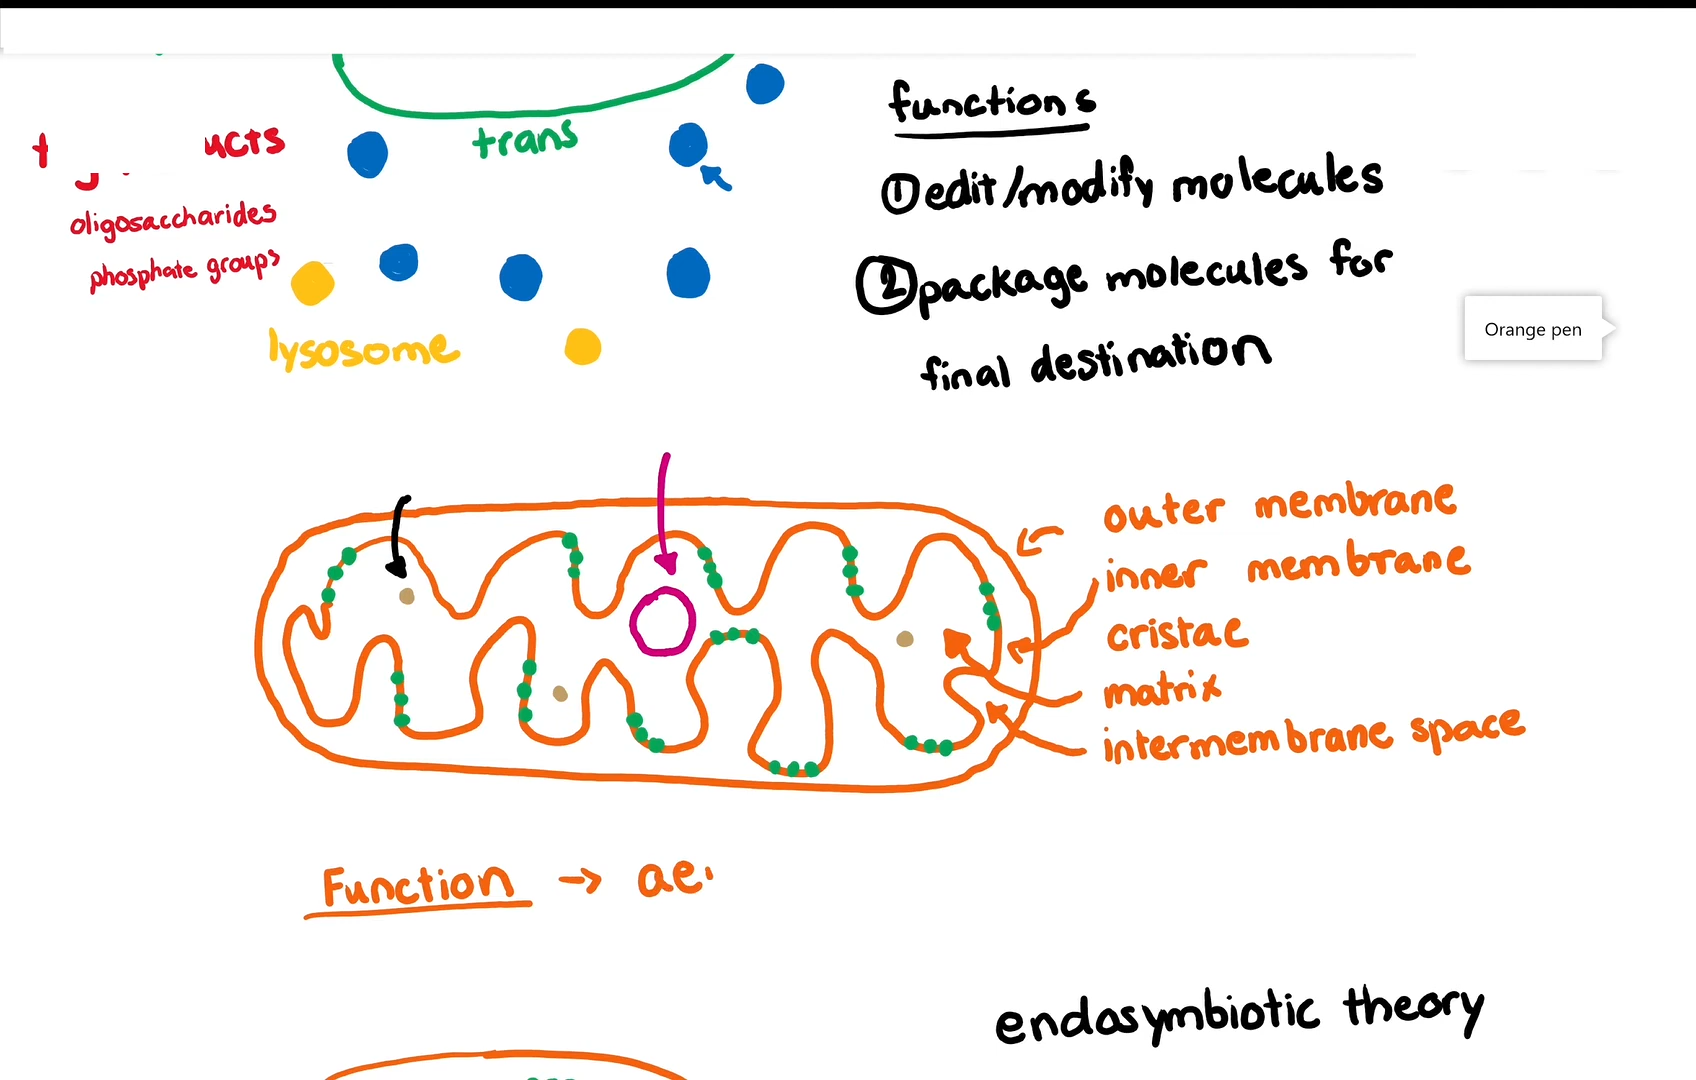 trans
ucts
oligosaccharides
phosphate groups
lysosome
functions
①edit/modify molecules
②package molecules for
final destination
Orange pen
outer membrane
inner membrane
cristae
matrix
intermembrane space
Function → ae
endosymbiotic theory